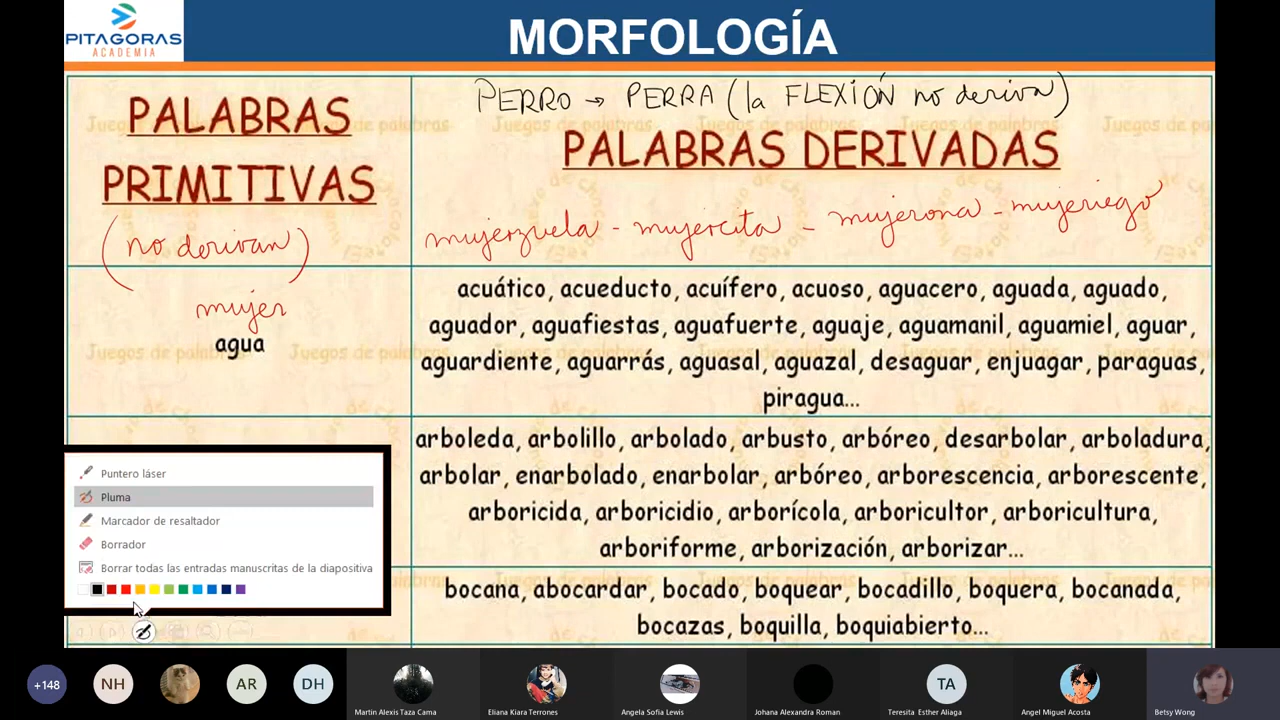 PITAGORAS
ACADEMIA
MORFOLOGÍA
PERRO → PERRA (la FLEXIÓN no deriva)
PALABRAS
PRIMITIVAS
(no derivan)
PALABRAS DERIVADAS
mujerzuela - mujercita - mujerona - mujeriego
mujer
agua
acuático, acueducto, acuífero, acuoso, aguacero, aguada, aguado,
aguador, aguafiestas, aguafuerte, aguaje, aguamanil, aguamiel, aguar,
aguardiente, aguarrás, aguasal, aguazal, desaguar, enjuagar, paraguas,
piragua...
arboleda, arbolillo, arbolado, arbusto, arbóreo, desarbolar, arboladura,
arbolar, enarbolado, enarbolar, arbóreo, arborescencia, arborescente,
arboricida, arboricidio, arborícola, arboricultor, arboricultura,
arboriforme, arborización, arborizar...
bocana, abocardar, bocado, boquear, bocadillo, boquera, bocanada,
bocazas, boquilla, boquiabierto...
Juegos de palabras
Juegos de palabras
Puntero láser
Pluma
Marcador de resaltador
Borrador
Borrar todas las entradas manuscritas de la diapositiva
+148
NH
AR
DH
TA
Martin Alexis Taza Cama
Eliana Kiara Terrones
Angela Sofia Lewis
Johana Alexandra Roman
Teresita Esther Aliaga
Angel Miguel Acosta
Betsy Wong